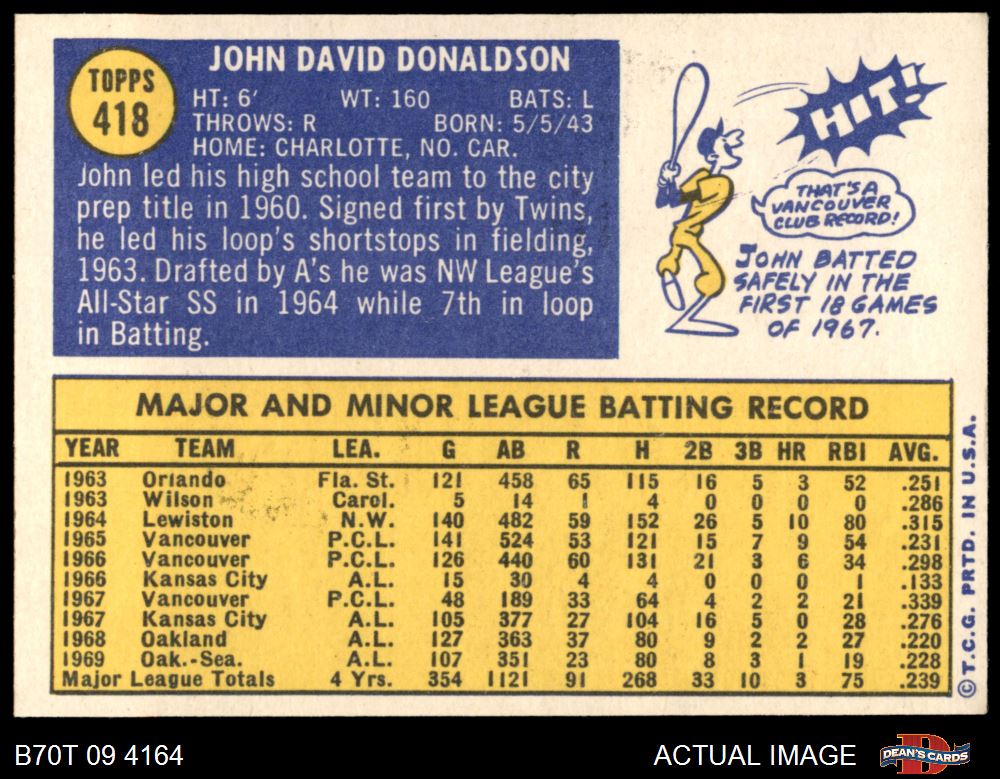 TOPPS
418
JOHN DAVID DONALDSON
HT: 6' WT: 160 BATS: L
THROWS: R BORN: 5/5/43
HOME: CHARLOTTE, NO. CAR.
John led his high school team to the city
prep title in 1960. Signed first by Twins,
he led his loop's shortstops in fielding,
1963. Drafted by A's he was NW League's
All-Star SS in 1964 while 7th in loop
in Batting.
HIT!
THAT'S A
VANCOUVER
CLUB RECORD!
JOHN BATTED
SAFELY IN THE
FIRST 18 GAMES
OF 1967.
MAJOR AND MINOR LEAGUE BATTING RECORD
YEAR TEAM LEA. G AB R H 2B 3B HR RBI AVG.
1963 Orlando Fla. St. 121 458 65 115 16 5 3 52 .251
1963 Wilson Carol. 5 14 1 4 0 0 0 0 .286
1964 Lewiston N.W. 140 482 59 152 26 5 10 80 .315
1965 Vancouver P.C.L. 141 524 53 121 15 7 9 54 .231
1966 Vancouver P.C.L. 126 440 60 131 21 3 6 34 .298
1966 Kansas City A.L. 15 30 4 4 0 0 0 1 .133
1967 Vancouver P.C.L. 48 189 33 64 4 2 2 21 .339
1967 Kansas City A.L. 105 377 27 104 16 5 0 28 .276
1968 Oakland A.L. 127 363 37 80 9 2 2 27 .220
1969 Oak.-Sea. A.L. 107 351 23 80 8 3 1 19 .228
Major League Totals 4 Yrs. 354 1121 91 268 33 10 3 75 .239
© T.C.G. PRTD. IN U.S.A.
B70T 09 4164
ACTUAL IMAGE
DEAN'S CARDS